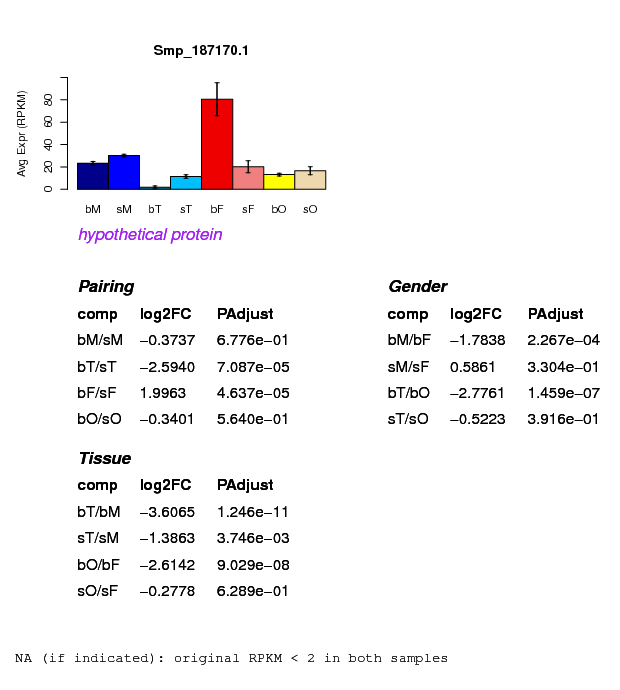 Smp_187170.1
Avg Expr (RPKM)
0 20 40 60 80
bM sM bT sT bF sF bO sO
hypothetical protein
Pairing
comp log2FC PAdjust
bM/sM −0.3737 6.776e−01
bT/sT −2.5940 7.087e−05
bF/sF 1.9963 4.637e−05
bO/sO −0.3401 5.640e−01
Gender
comp log2FC PAdjust
bM/bF −1.7838 2.267e−04
sM/sF 0.5861 3.304e−01
bT/bO −2.7761 1.459e−07
sT/sO −0.5223 3.916e−01
Tissue
comp log2FC PAdjust
bT/bM −3.6065 1.246e−11
sT/sM −1.3863 3.746e−03
bO/bF −2.6142 9.029e−08
sO/sF −0.2778 6.289e−01
NA (if indicated): original RPKM < 2 in both samples